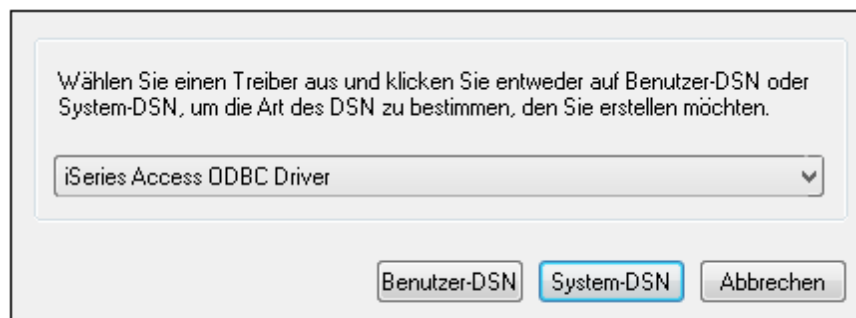 Wählen Sie einen Treiber aus und klicken Sie entweder auf Benutzer-DSN oder
System-DSN, um die Art des DSN zu bestimmen, den Sie erstellen möchten.
iSeries Access ODBC Driver
Benutzer-DSN System-DSN Abbrechen